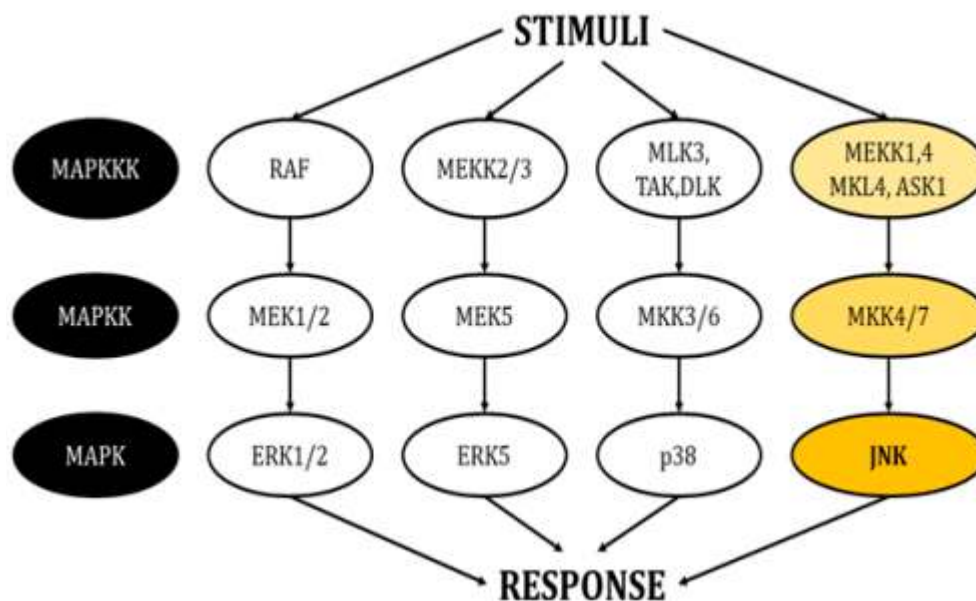 STIMULI
MAPKKK
RAF
MEKK2/3
MLK3,
TAK,DLK
MEKK1,4
MKL4, ASK1
MAPKK
MEK1/2
MEK5
MKK3/6
MKK4/7
MAPK
ERK1/2
ERK5
p38
JNK
RESPONSE